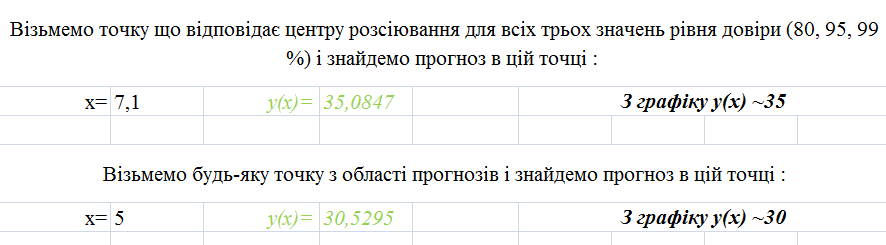 Візьмемо точку що відповідає центру розсіювання для всіх трьох значень рівня довіри (80, 95, 99
%) і знайдемо прогноз в цій точці :
x= 7,1 y(x)= 35,0847 З графіку y(x) ~35
Візьмемо будь-яку точку з області прогнозів і знайдемо прогноз в цій точці :
x= 5 y(x)= 30,5295 З графіку y(x) ~30